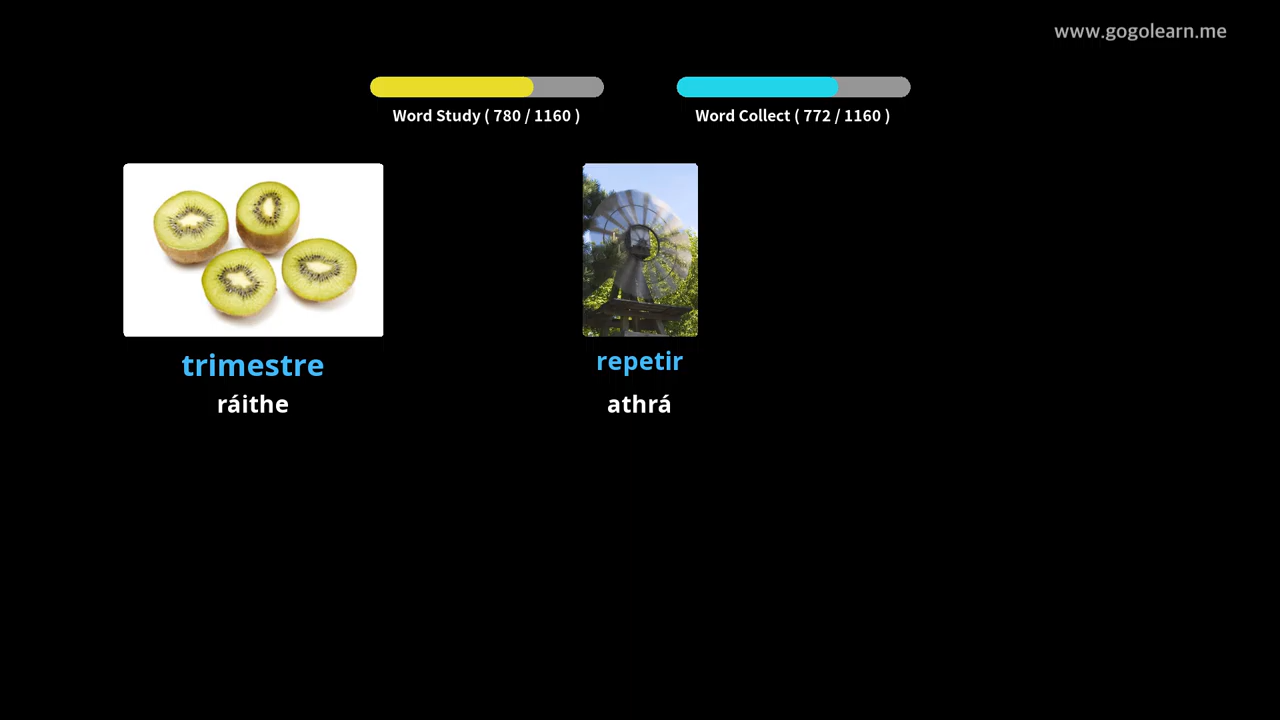 www.gogolearn.me
Word Study ( 780 / 1160 )
Word Collect ( 772 / 1160 )
trimestre
ráithe
repetir
athrá